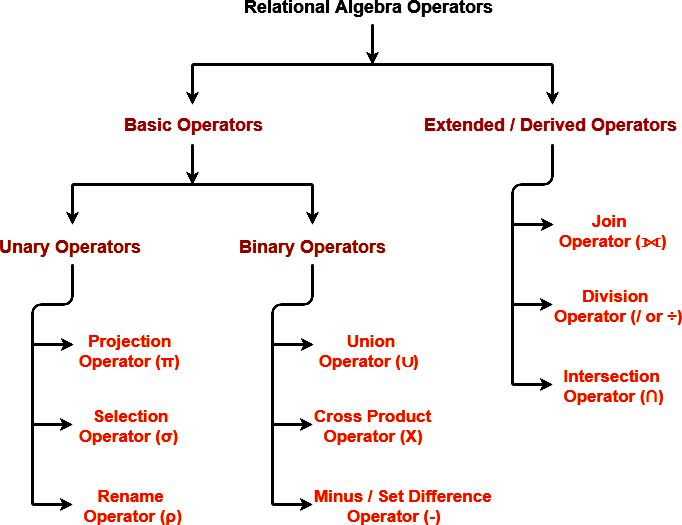 Relational Algebra Operators
Basic Operators
Extended / Derived Operators
Unary Operators
Binary Operators
Projection
Operator (π)
Selection
Operator (σ)
Rename
Operator (ρ)
Union
Operator (∪)
Cross Product
Operator (X)
Minus / Set Difference
Operator (-)
Join
Operator (⋈)
Division
Operator (/ or ÷)
Intersection
Operator (∩)